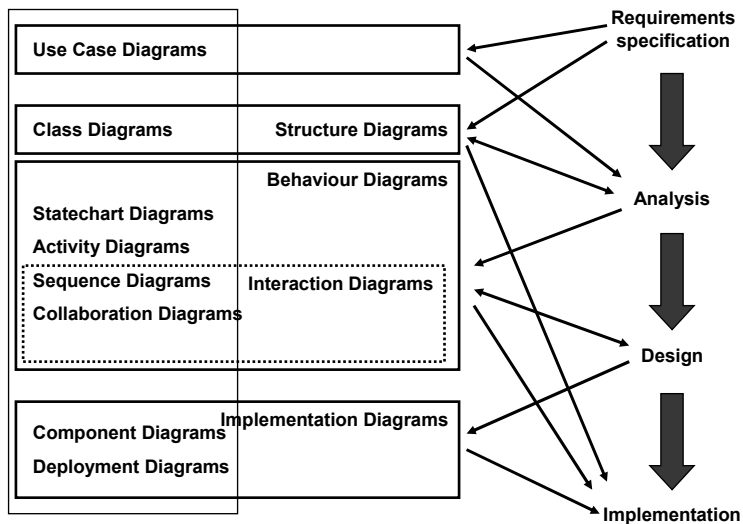 Requirements
specification
Use Case Diagrams
Class Diagrams
Structure Diagrams
Behaviour Diagrams
Statechart Diagrams
Analysis
Activity Diagrams
Sequence Diagrams
Interaction Diagrams
Collaboration Diagrams
Design
Implementation Diagrams
Component Diagrams
Deployment Diagrams
Implementation